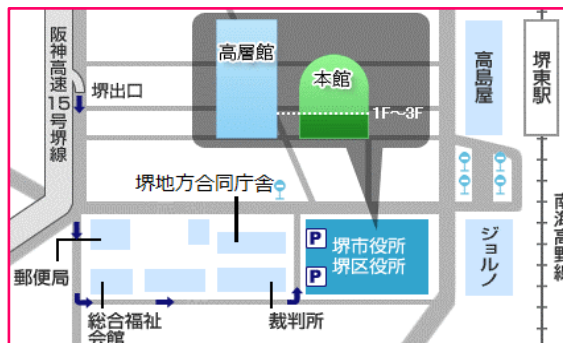 阪神高速15号堺線
堺出口
高層館
本館
1F～3F
高島屋
堺東駅
堺地方合同庁舎
南海高野線
P
堺市役所
P
堺区役所
ジョルノ
郵便局
総合福祉
会館
裁判所